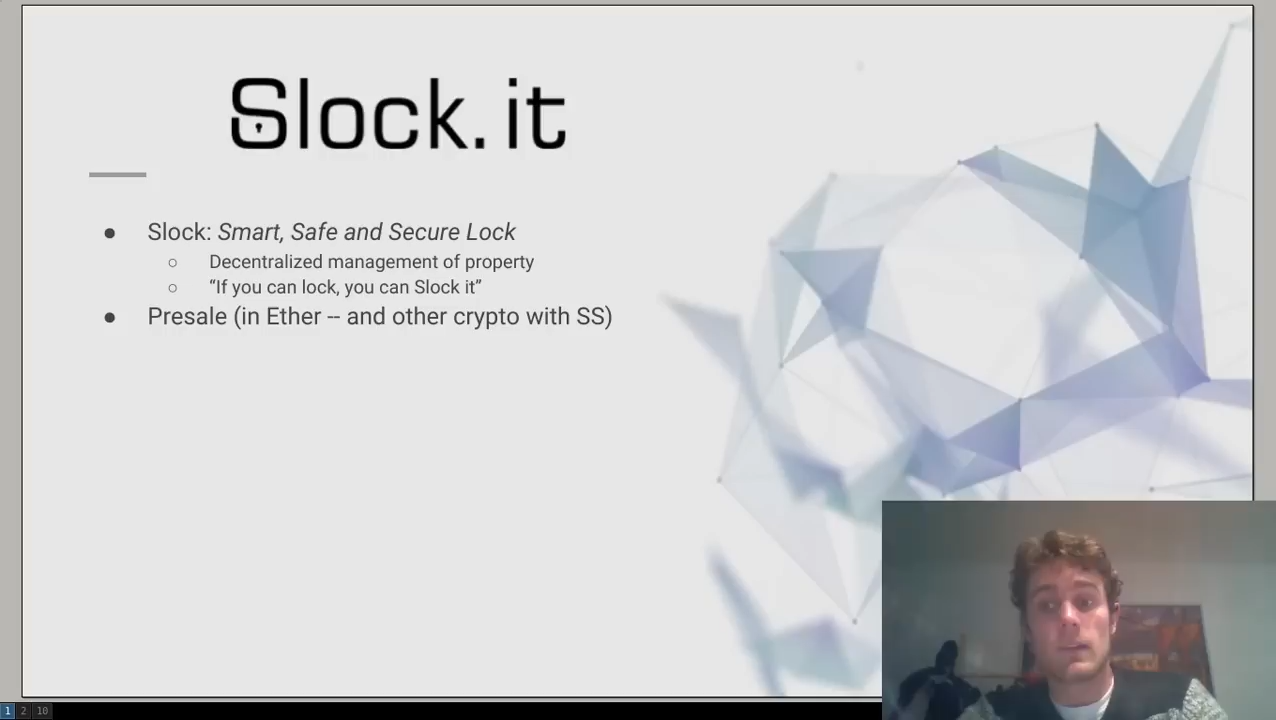 Slock.it
● Slock: Smart, Safe and Secure Lock
○ Decentralized management of property
○ “If you can lock, you can Slock it”
● Presale (in Ether -- and other crypto with SS)
1 2 10